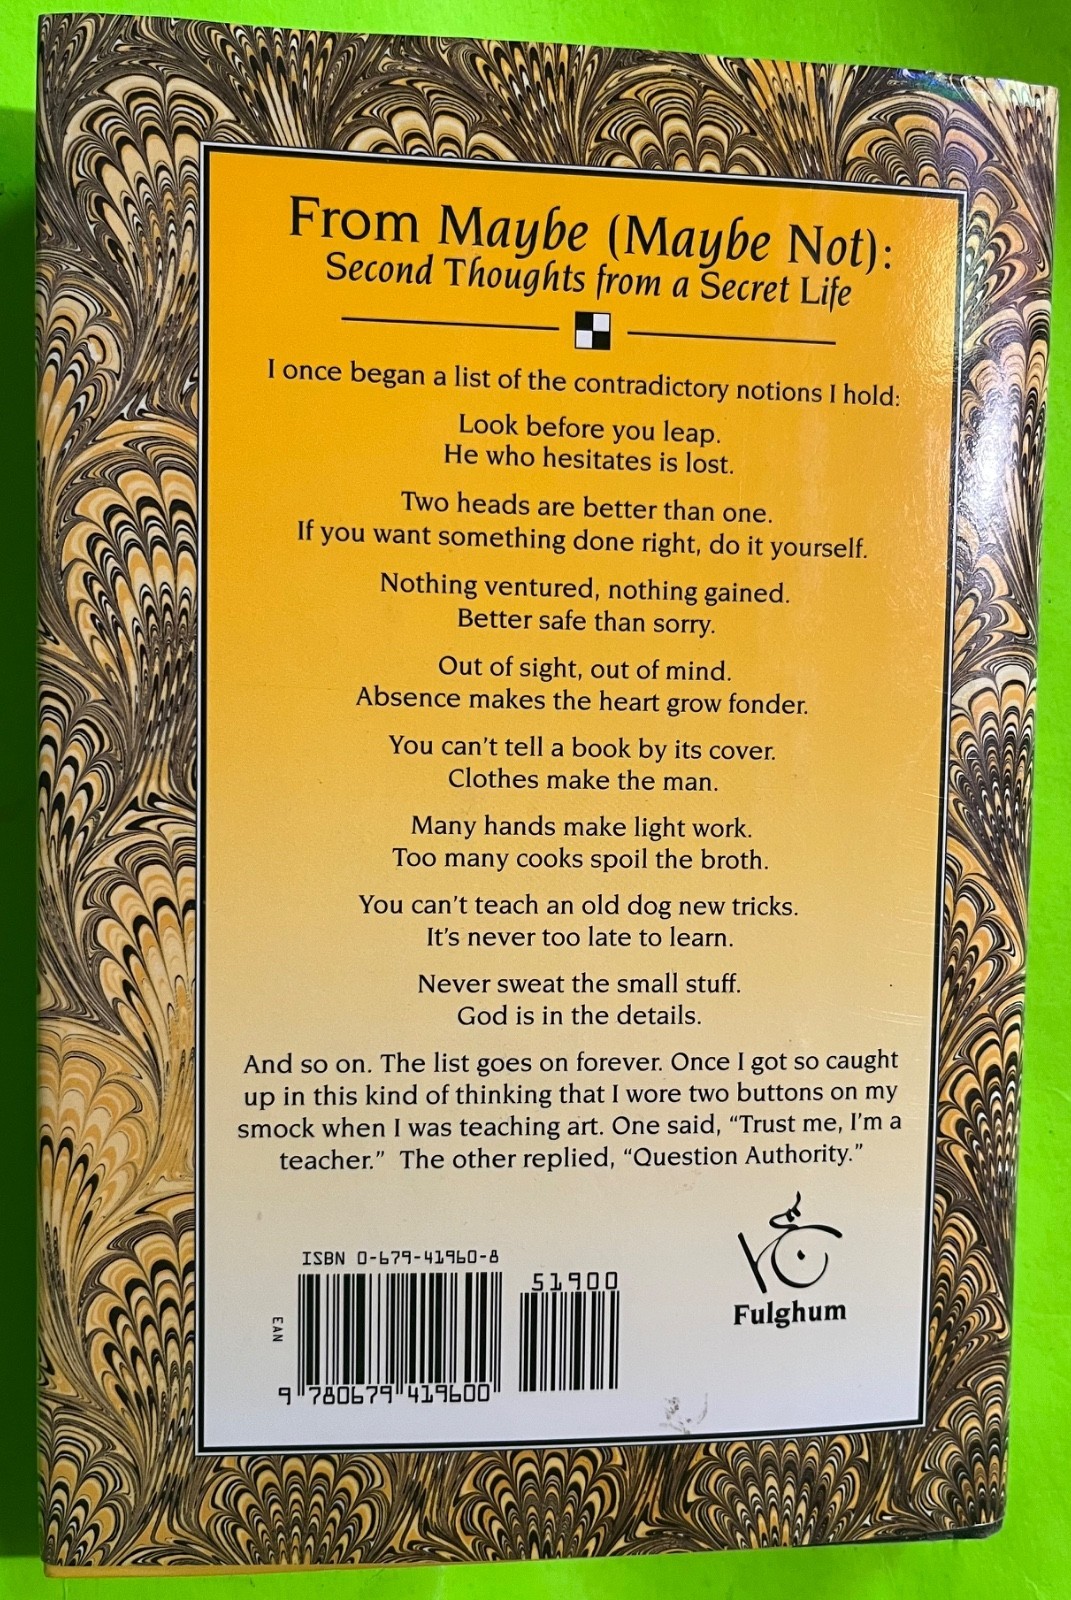 From Maybe (Maybe Not):
Second Thoughts from a Secret Life
I once began a list of the contradictory notions I hold:
Look before you leap.
He who hesitates is lost.
Two heads are better than one.
If you want something done right, do it yourself.
Nothing ventured, nothing gained.
Better safe than sorry.
Out of sight, out of mind.
Absence makes the heart grow fonder.
You can't tell a book by its cover.
Clothes make the man.
Many hands make light work.
Too many cooks spoil the broth.
You can't teach an old dog new tricks.
It's never too late to learn.
Never sweat the small stuff.
God is in the details.
And so on. The list goes on forever. Once I got so caught
up in this kind of thinking that I wore two buttons on my
smock when I was teaching art. One said, “Trust me, I'm a
teacher.” The other replied, “Question Authority.”
ISBN 0-679-41960-8
51900
EAN
9 780679 419600
Fulghum